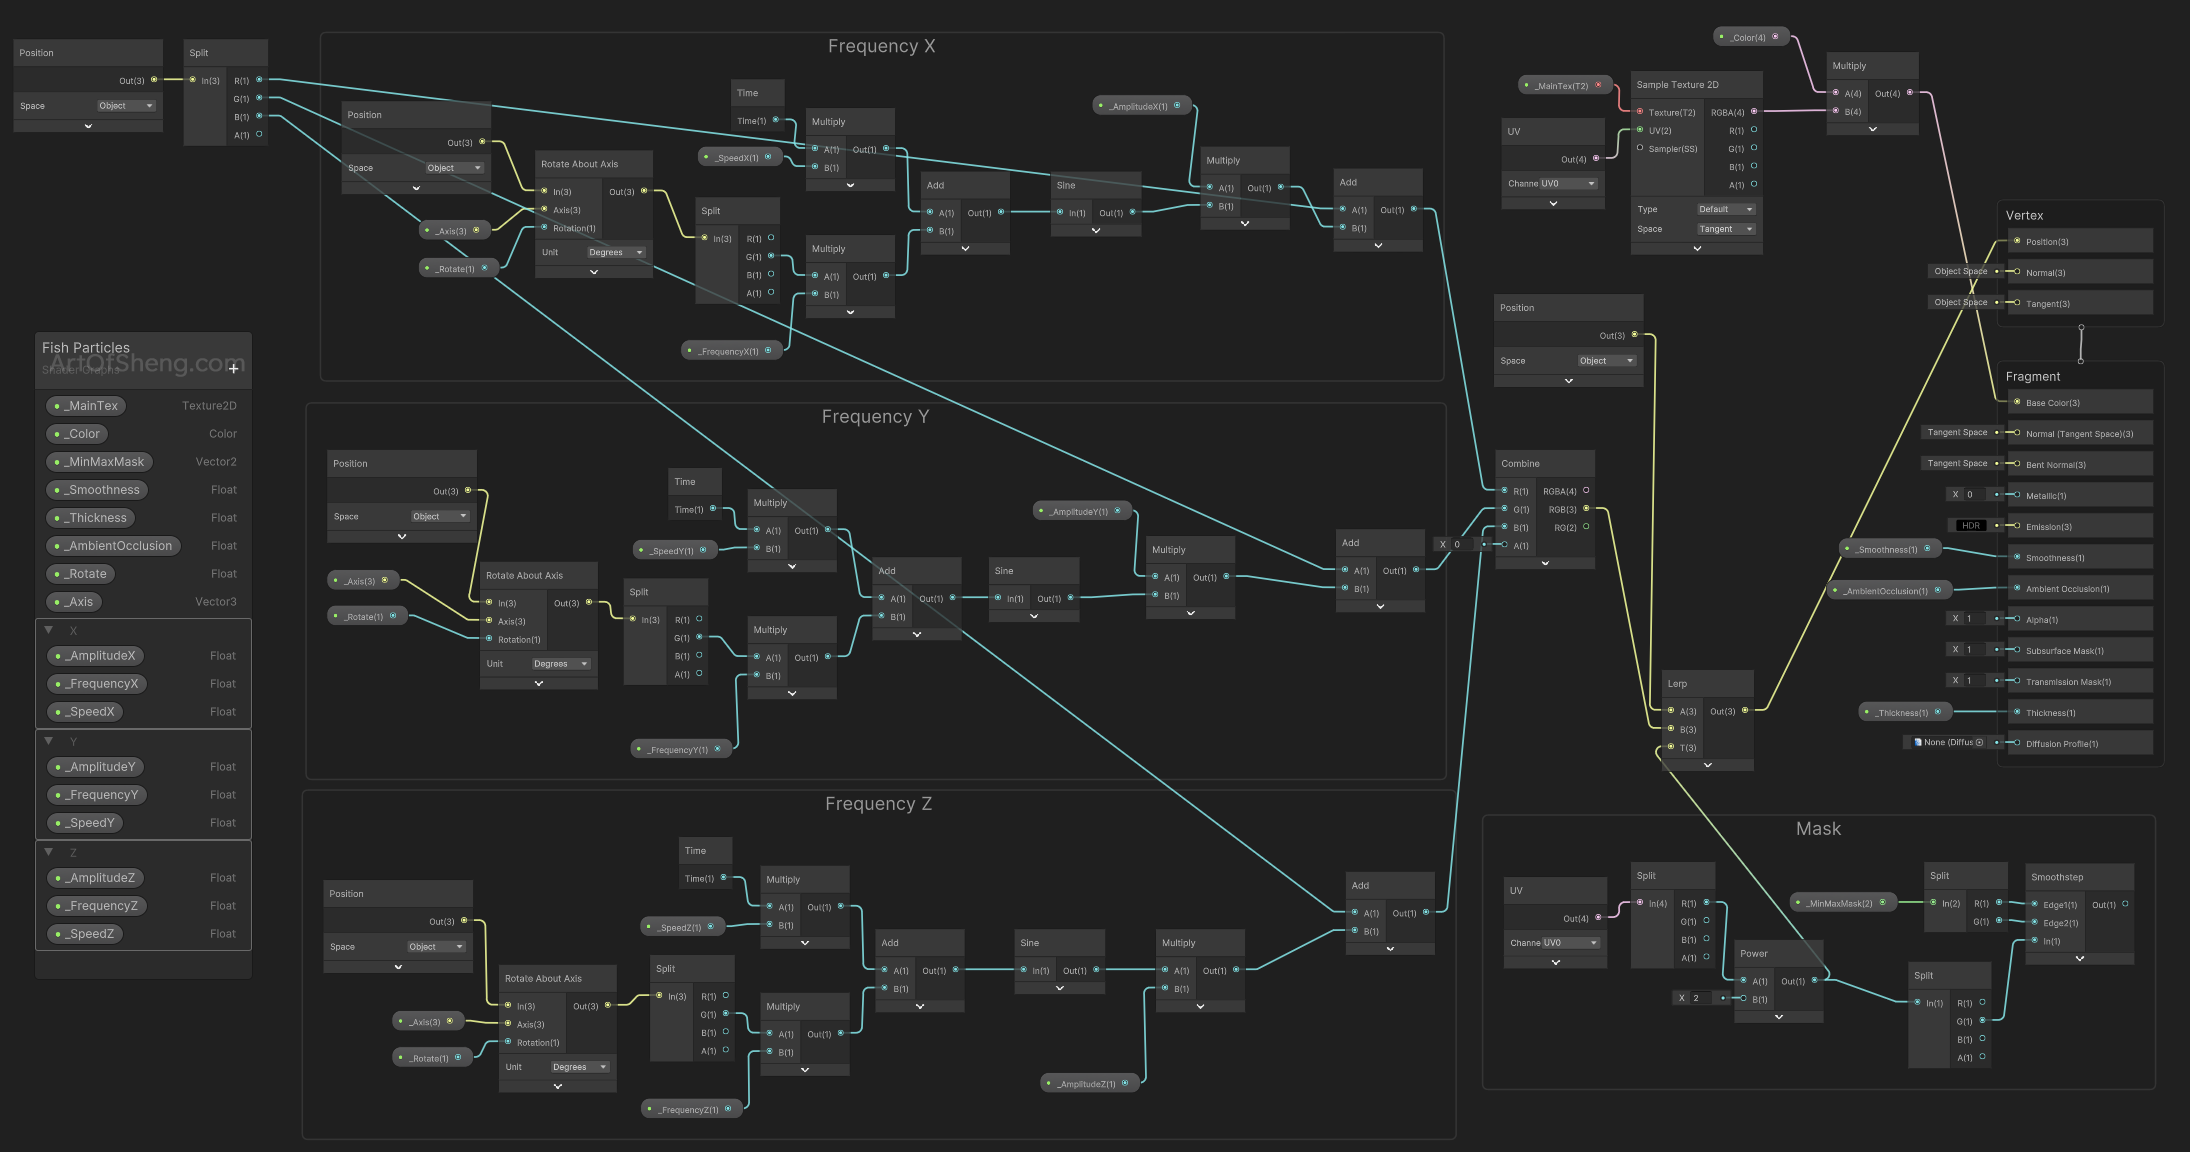 Position
Out(3)
Space Object
Split
In(3) R(1)
G(1)
B(1)
A(1)
Frequency X
Position
Out(3)
Space Object
_Axis(3)
_Rotate(1)
Rotate About Axis
In(3) Out(3)
Axis(3)
Rotation(1)
Unit Degrees
Split
In(3) R(1)
G(1)
B(1)
A(1)
Time
Time(1)
_SpeedX(1)
Multiply
A(1) Out(1)
B(1)
Multiply
A(1) Out(1)
B(1)
_FrequencyX(1)
Add
A(1) Out(1)
B(1)
Sine
In(1) Out(1)
_AmplitudeX(1)
Multiply
A(1) Out(1)
B(1)
Add
A(1) Out(1)
B(1)
Fish Particles
Shader Graphs
ArtOfSheng.com
+
_MainTex Texture2D
_Color Color
_MinMaxMask Vector2
_Smoothness Float
_Thickness Float
_AmbientOcclusion Float
_Rotate Float
_Axis Vector3
X
_AmplitudeX Float
_FrequencyX Float
_SpeedX Float
Y
_AmplitudeY Float
_FrequencyY Float
_SpeedY Float
Z
_AmplitudeZ Float
_FrequencyZ Float
_SpeedZ Float
Frequency Y
Position
Out(3)
Space Object
_Axis(3)
_Rotate(1)
Rotate About Axis
In(3) Out(3)
Axis(3)
Rotation(1)
Unit Degrees
Split
In(3) R(1)
G(1)
B(1)
A(1)
Time
Time(1)
_SpeedY(1)
Multiply
A(1) Out(1)
B(1)
Multiply
A(1) Out(1)
B(1)
_FrequencyY(1)
Add
A(1) Out(1)
B(1)
Sine
In(1) Out(1)
_AmplitudeY(1)
Multiply
A(1) Out(1)
B(1)
Add
A(1) Out(1)
B(1)
Frequency Z
Position
Out(3)
Space Object
_Axis(3)
_Rotate(1)
Rotate About Axis
In(3) Out(3)
Axis(3)
Rotation(1)
Unit Degrees
Split
In(3) R(1)
G(1)
B(1)
A(1)
Time
Time(1)
_SpeedZ(1)
Multiply
A(1) Out(1)
B(1)
Multiply
A(1) Out(1)
B(1)
_FrequencyZ(1)
Add
A(1) Out(1)
B(1)
Sine
In(1) Out(1)
Multiply
A(1) Out(1)
B(1)
_AmplitudeZ(1)
Add
A(1) Out(1)
B(1)
_Color(4)
_MainTex(T2)
UV
Out(4)
Channe UV0
Sample Texture 2D
Texture(T2) RGBA(4)
UV(2) R(1)
Sampler(SS) G(1)
B(1)
A(1)
Type Default
Space Tangent
Multiply
A(4) Out(4)
B(4)
Position
Out(3)
Space Object
Combine
R(1) RGBA(4)
G(1) RGB(3)
B(1) RG(2)
X 0 A(1)
Lerp
A(3) Out(3)
B(3)
T(3)
Vertex
Position(3)
Object Space Normal(3)
Object Space Tangent(3)
Fragment
Base Color(3)
Tangent Space Normal (Tangent Space)(3)
Tangent Space Bent Normal(3)
X 0 Metallic(1)
HDR Emission(3)
_Smoothness(1) Smoothness(1)
_AmbientOcclusion(1) Ambient Occlusion(1)
X 1 Alpha(1)
X 1 Subsurface Mask(1)
X 1 Transmission Mask(1)
_Thickness(1) Thickness(1)
None (Diffus Diffusion Profile(1)
Mask
UV
Out(4)
Channe UV0
Split
In(4) R(1)
G(1)
B(1)
A(1)
Power
A(1) Out(1)
X 2 B(1)
_MinMaxMask(2)
Split
In(2) R(1)
G(1)
Split
In(1) R(1)
G(1)
B(1)
A(1)
Smoothstep
Edge1(1) Out(1)
Edge2(1)
In(1)